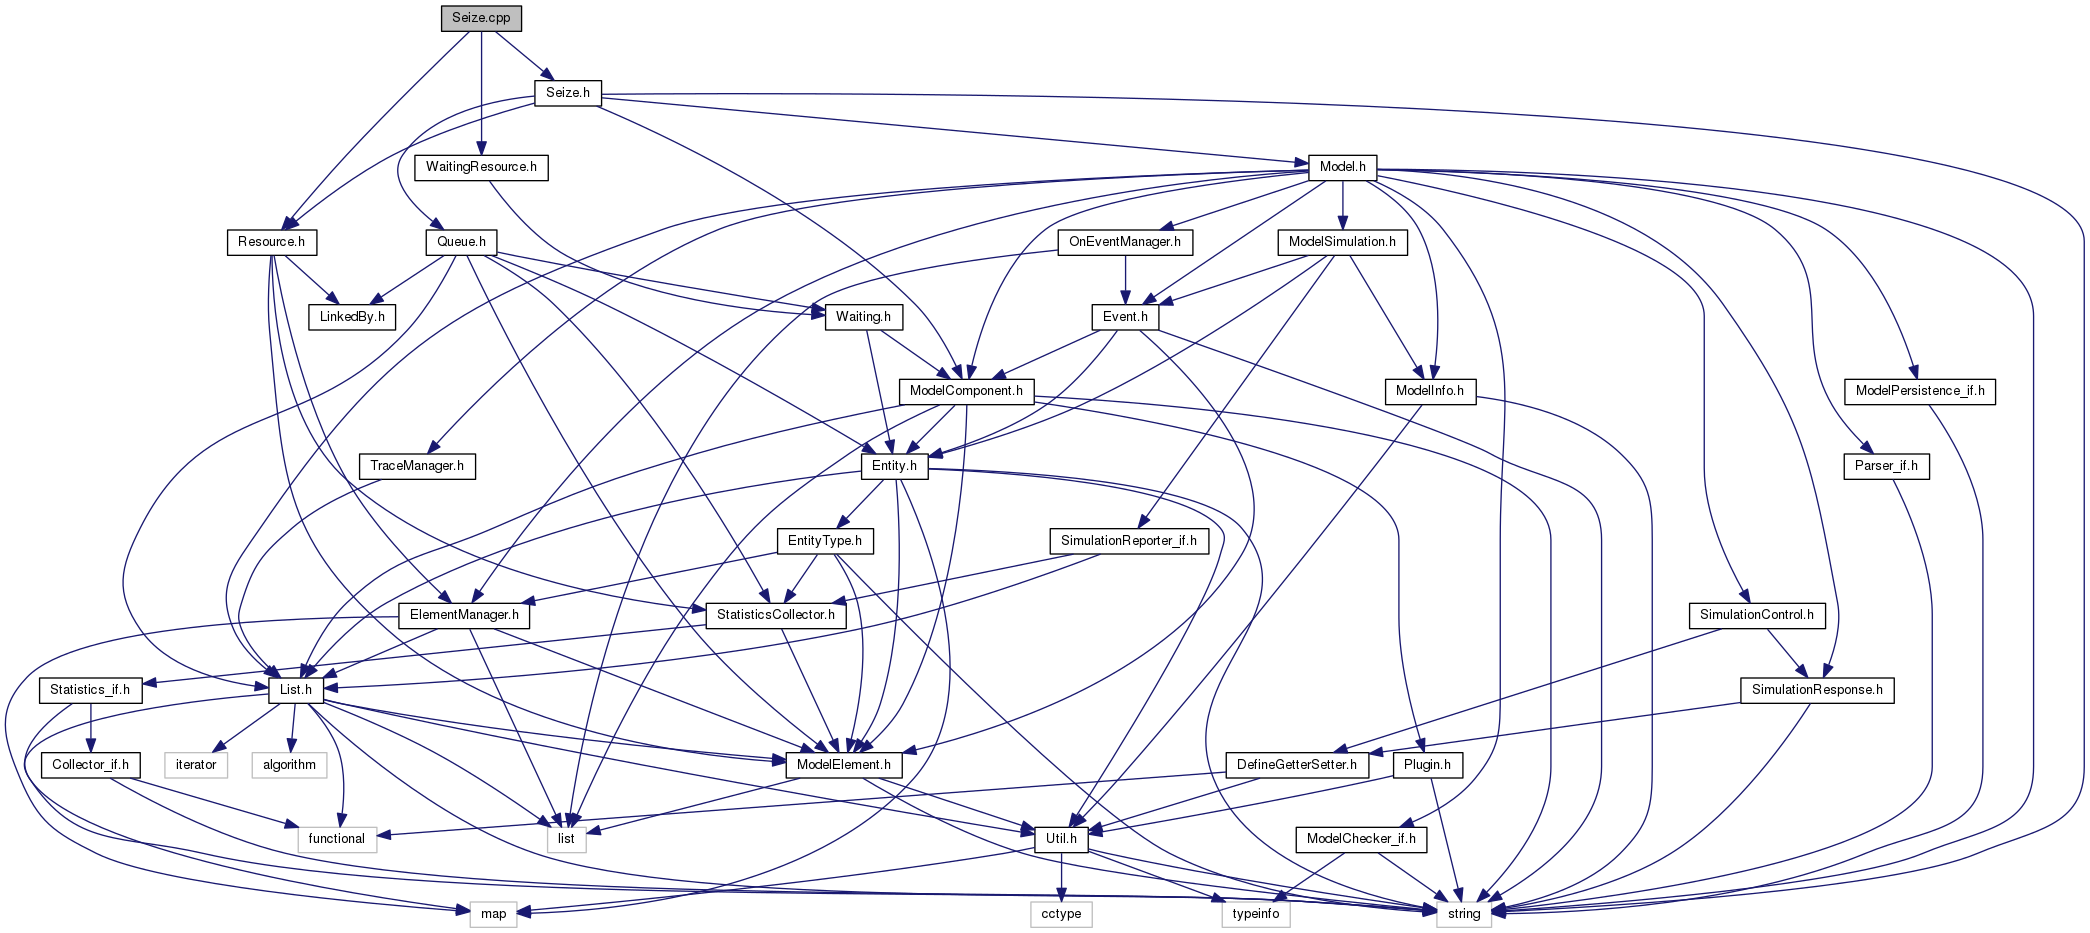 Seize.cpp
Seize.h
WaitingResource.h
Model.h
Resource.h
Queue.h
OnEventManager.h
ModelSimulation.h
LinkedBy.h
Waiting.h
Event.h
ModelComponent.h
ModelInfo.h
ModelPersistence_if.h
TraceManager.h
Entity.h
Parser_if.h
EntityType.h
SimulationReporter_if.h
ElementManager.h
StatisticsCollector.h
SimulationControl.h
Statistics_if.h
List.h
SimulationResponse.h
Collector_if.h
iterator
algorithm
ModelElement.h
DefineGetterSetter.h
Plugin.h
functional
list
Util.h
ModelChecker_if.h
map
cctype
typeinfo
string